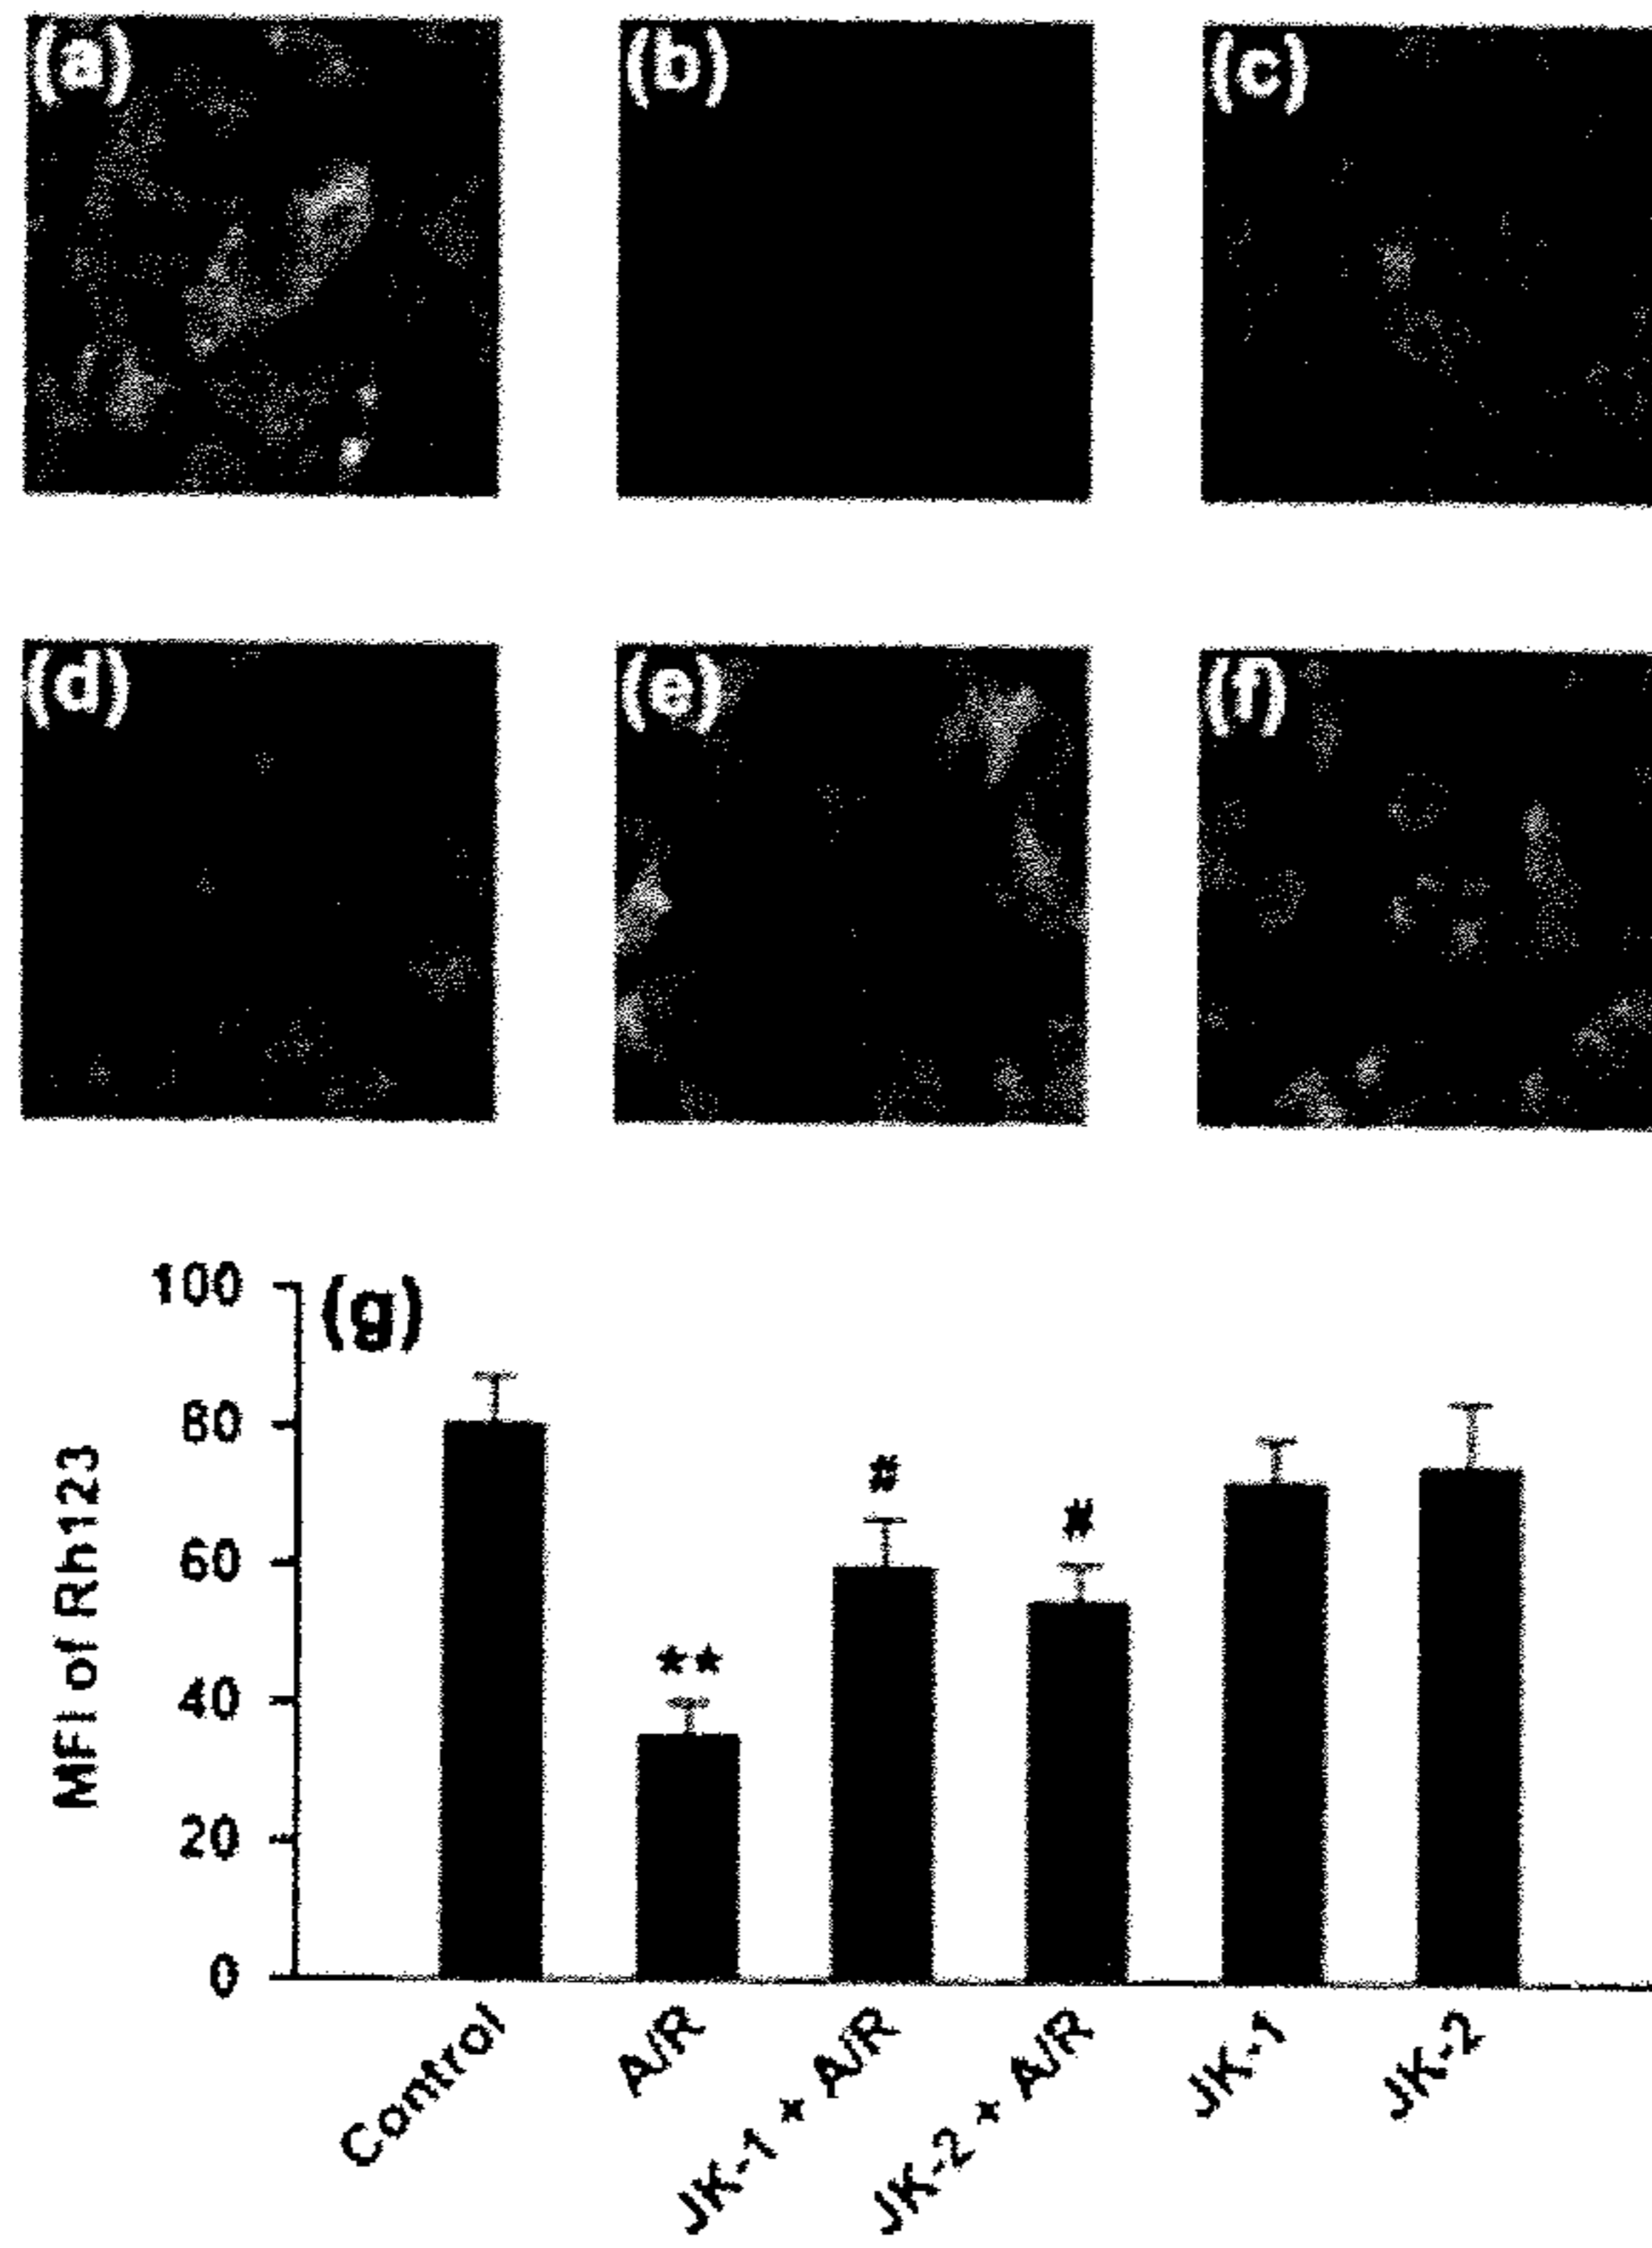 (a) (b) (c)
(d) (e) (f)
(g)
MFI of Rh123
100
80
60
40
20
0
#
#
**
Control
A/R
JK-1 + A/R
JK-2 + A/R
JK-1
JK-2